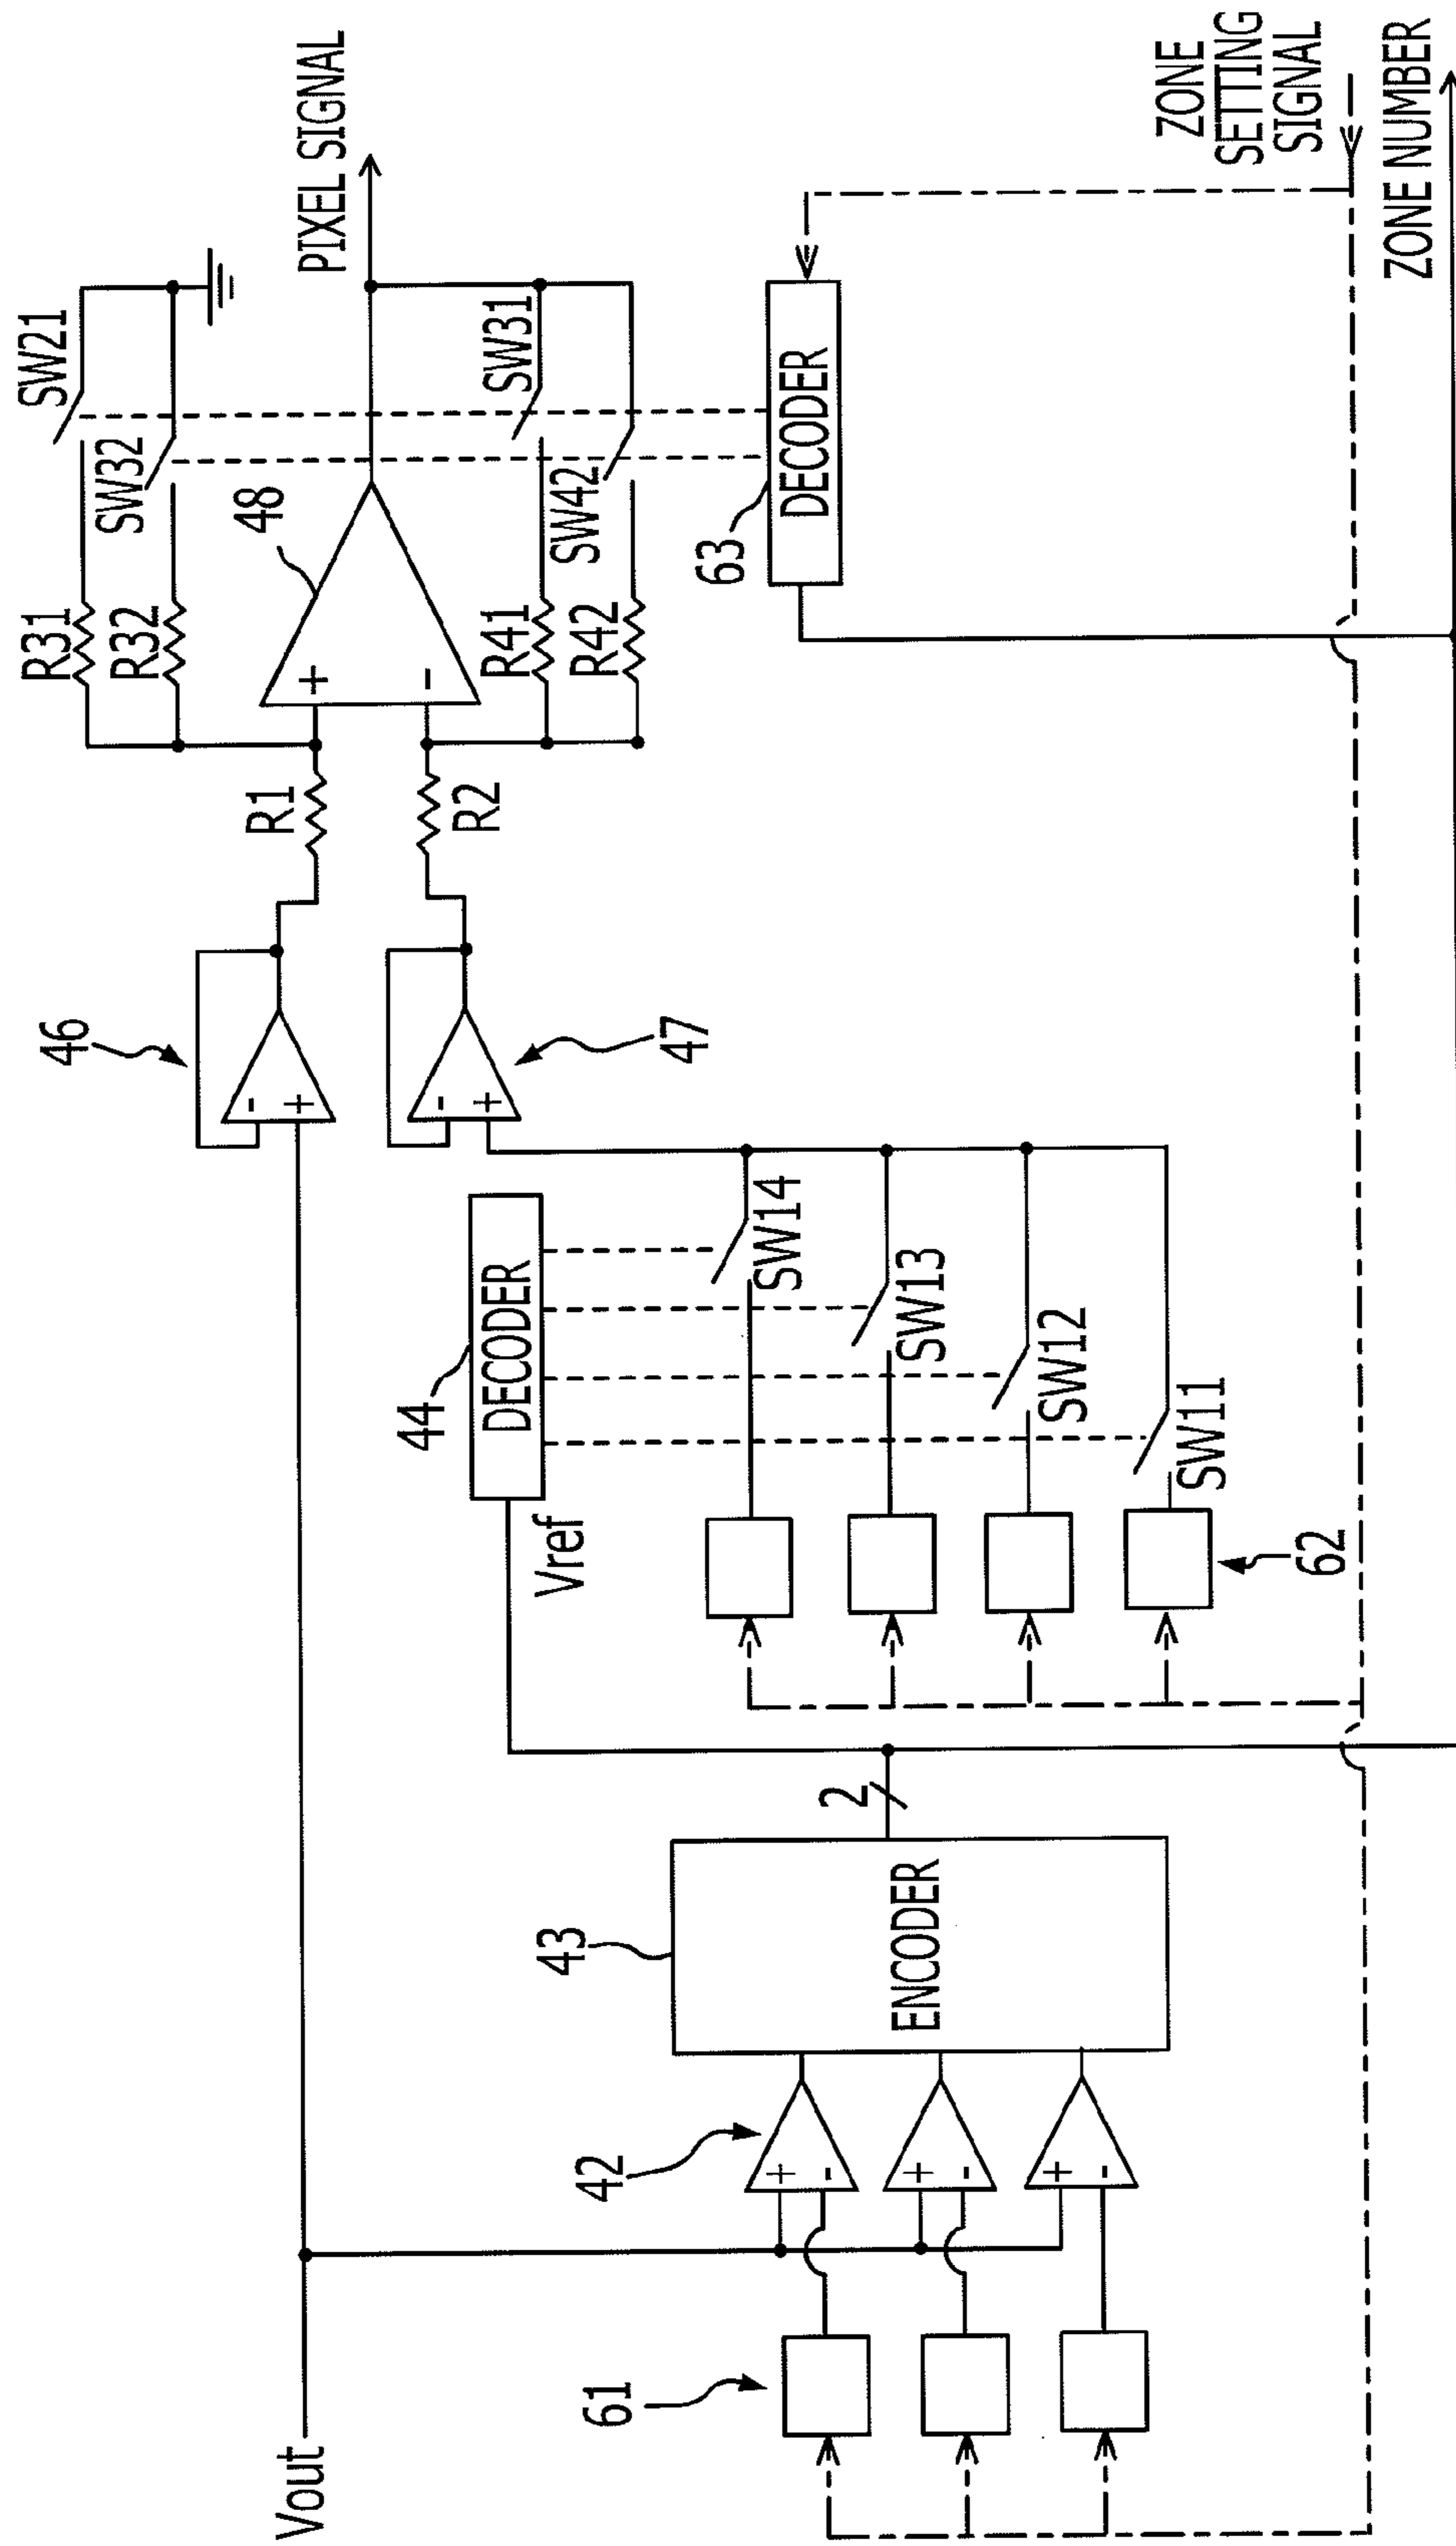 SW21
R31
SW32
R32
48
+
-
PIXEL SIGNAL
SW31
R41
SW42
R42
R1
R2
46
-
+
47
-
+
63
DECODER
ZONE
SETTING
SIGNAL
ZONE NUMBER
44
DECODER
Vref
SW14
SW13
SW12
SW11
62
2
43
ENCODER
42
+
-
+
-
+
-
61
Vout